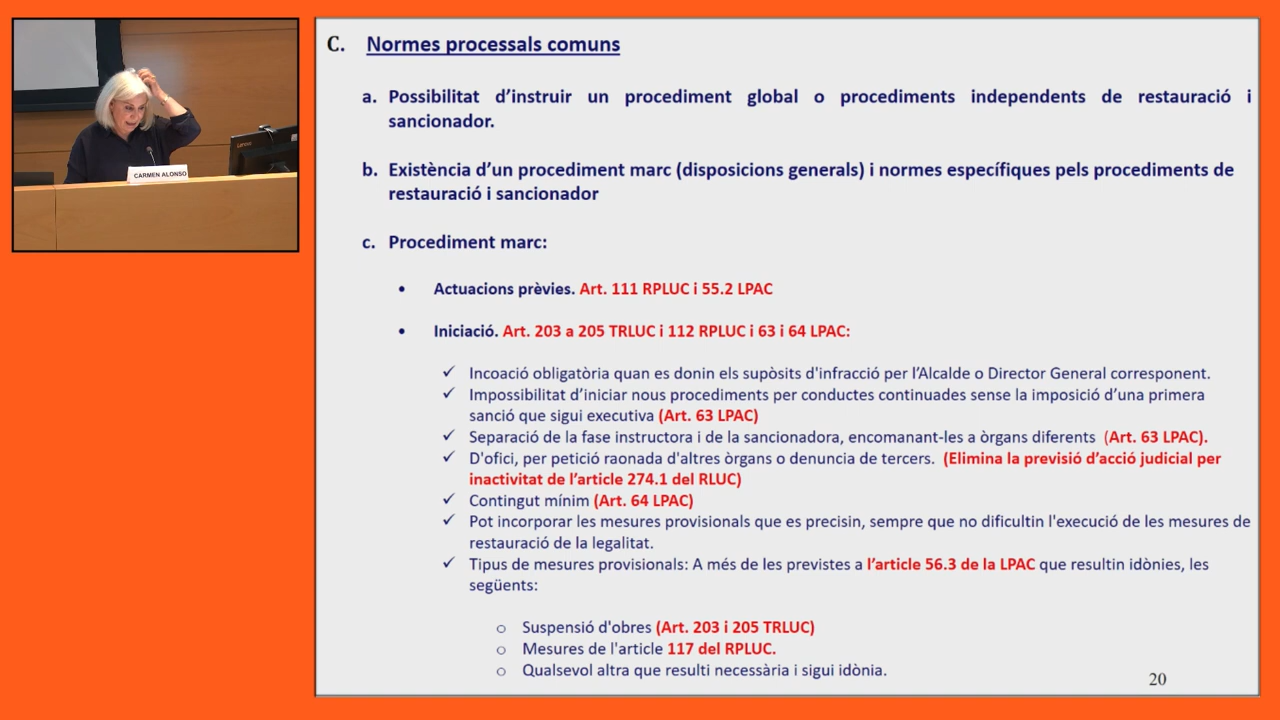 CARMEN ALONSO
C. Normes processals comuns
a. Possibilitat d’instruir un procediment global o procediments independents de restauració i
sancionador.
b. Existència d’un procediment marc (disposicions generals) i normes específiques pels procediments de
restauració i sancionador
c. Procediment marc:
• Actuacions prèvies. Art. 111 RPLUC i 55.2 LPAC
• Iniciació. Art. 203 a 205 TRLUC i 112 RPLUC i 63 i 64 LPAC:
✓ Incoació obligatòria quan es donin els supòsits d'infracció per l’Alcalde o Director General corresponent.
✓ Impossibilitat d’iniciar nous procediments per conductes continuades sense la imposició d’una primera
sanció que sigui executiva (Art. 63 LPAC)
✓ Separació de la fase instructora i de la sancionadora, encomanant-les a òrgans diferents (Art. 63 LPAC).
✓ D'ofici, per petició raonada d'altres òrgans o denuncia de tercers. (Elimina la previsió d’acció judicial per
inactivitat de l’article 274.1 del RLUC)
✓ Contingut mínim (Art. 64 LPAC)
✓ Pot incorporar les mesures provisionals que es precisin, sempre que no dificultin l'execució de les mesures de
restauració de la legalitat.
✓ Tipus de mesures provisionals: A més de les previstes a l’article 56.3 de la LPAC que resultin idònies, les
següents:
o Suspensió d'obres (Art. 203 i 205 TRLUC)
o Mesures de l'article 117 del RPLUC.
o Qualsevol altra que resulti necessària i sigui idònia.
20